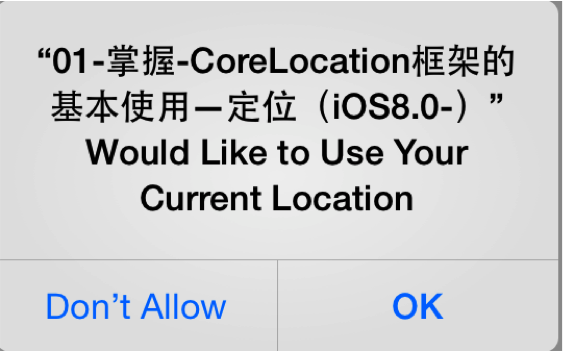 “01-掌握-CoreLocation框架的
基本使用—定位（iOS8.0-）”
Would Like to Use Your
Current Location
Don’t Allow
OK